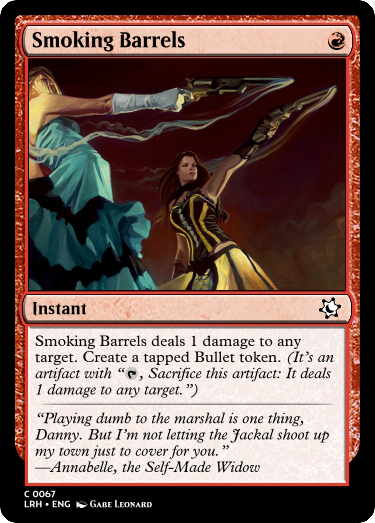 Smoking Barrels
Instant
Smoking Barrels deals 1 damage to any
target. Create a tapped Bullet token. (It's an
artifact with “, Sacrifice this artifact: It deals
1 damage to any target.”)
“Playing dumb to the marshal is one thing,
Danny. But I'm not letting the Jackal shoot up
my town just to cover for you.”
—Annabelle, the Self-Made Widow
C 0067
LRH • ENG Gabe Leonard